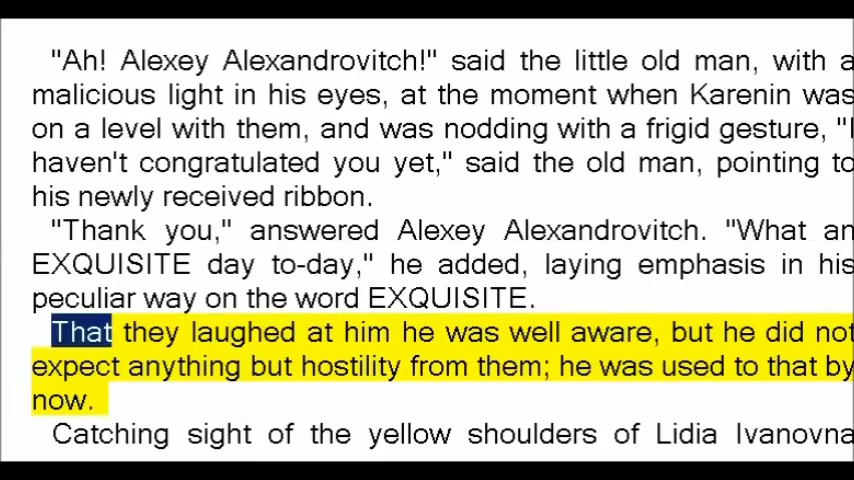 "Ah! Alexey Alexandrovitch!" said the little old man, with a
malicious light in his eyes, at the moment when Karenin was
on a level with them, and was nodding with a frigid gesture, "I
haven't congratulated you yet," said the old man, pointing to
his newly received ribbon.
"Thank you," answered Alexey Alexandrovitch. "What an
EXQUISITE day to-day," he added, laying emphasis in his
peculiar way on the word EXQUISITE.
That they laughed at him he was well aware, but he did not
expect anything but hostility from them; he was used to that by
now.
Catching sight of the yellow shoulders of Lidia Ivanovna